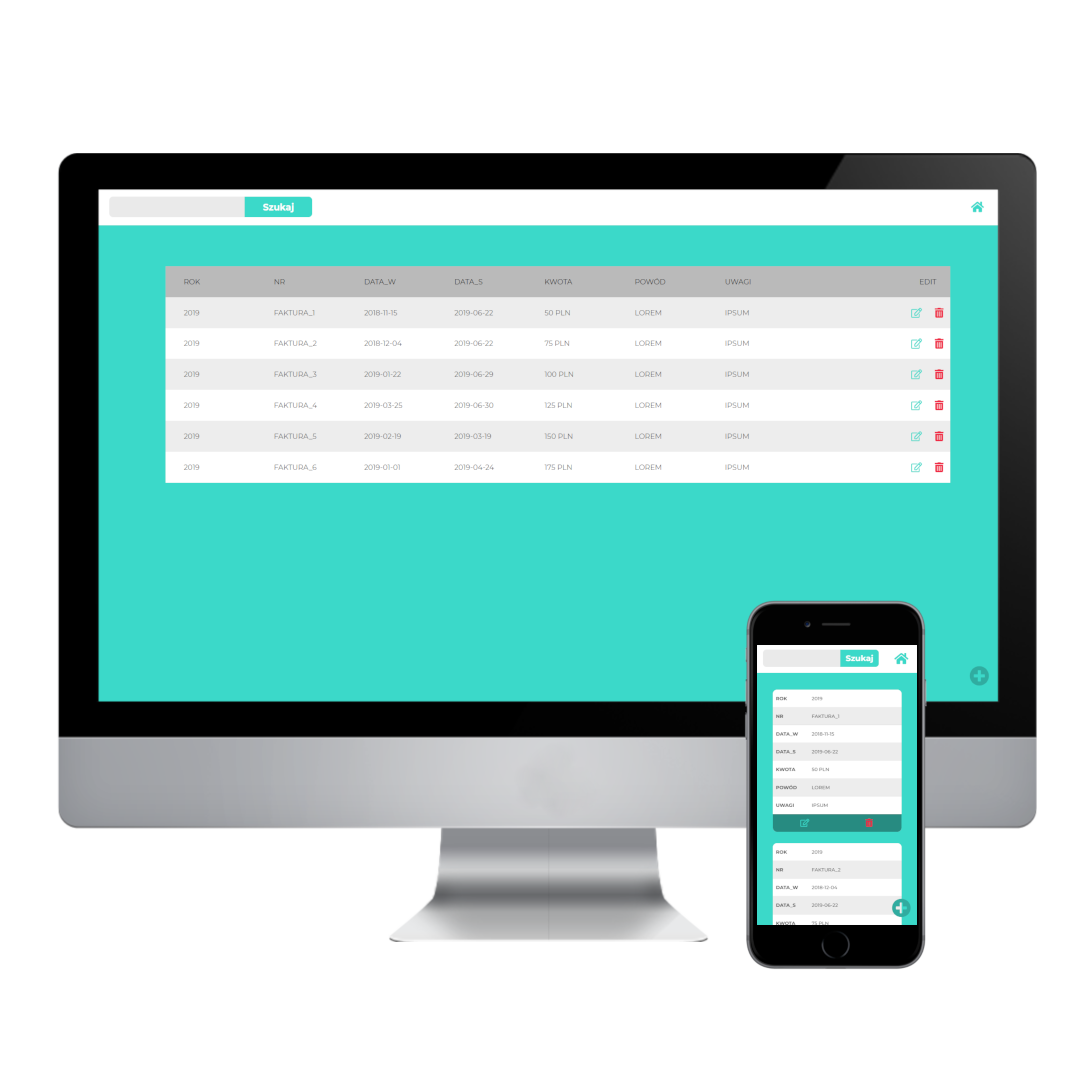 Szukaj
ROK NR DATA_W DATA_S KWOTA POWÓD UWAGI EDIT
2019 FAKTURA_1 2018-11-15 2019-06-22 50 PLN LOREM IPSUM
2019 FAKTURA_2 2018-12-04 2019-06-22 75 PLN LOREM IPSUM
2019 FAKTURA_3 2019-01-22 2019-06-29 100 PLN LOREM IPSUM
2019 FAKTURA_4 2019-03-25 2019-06-30 125 PLN LOREM IPSUM
2019 FAKTURA_5 2019-02-19 2019-03-19 150 PLN LOREM IPSUM
2019 FAKTURA_6 2019-01-01 2019-04-24 175 PLN LOREM IPSUM
Szukaj
ROK 2019
NR FAKTURA_1
DATA_W 2018-11-15
DATA_S 2019-06-22
KWOTA 50 PLN
POWÓD LOREM
UWAGI IPSUM
ROK 2019
NR FAKTURA_2
DATA_W 2018-12-04
DATA_S 2019-06-22
KWOTA 75 PLN